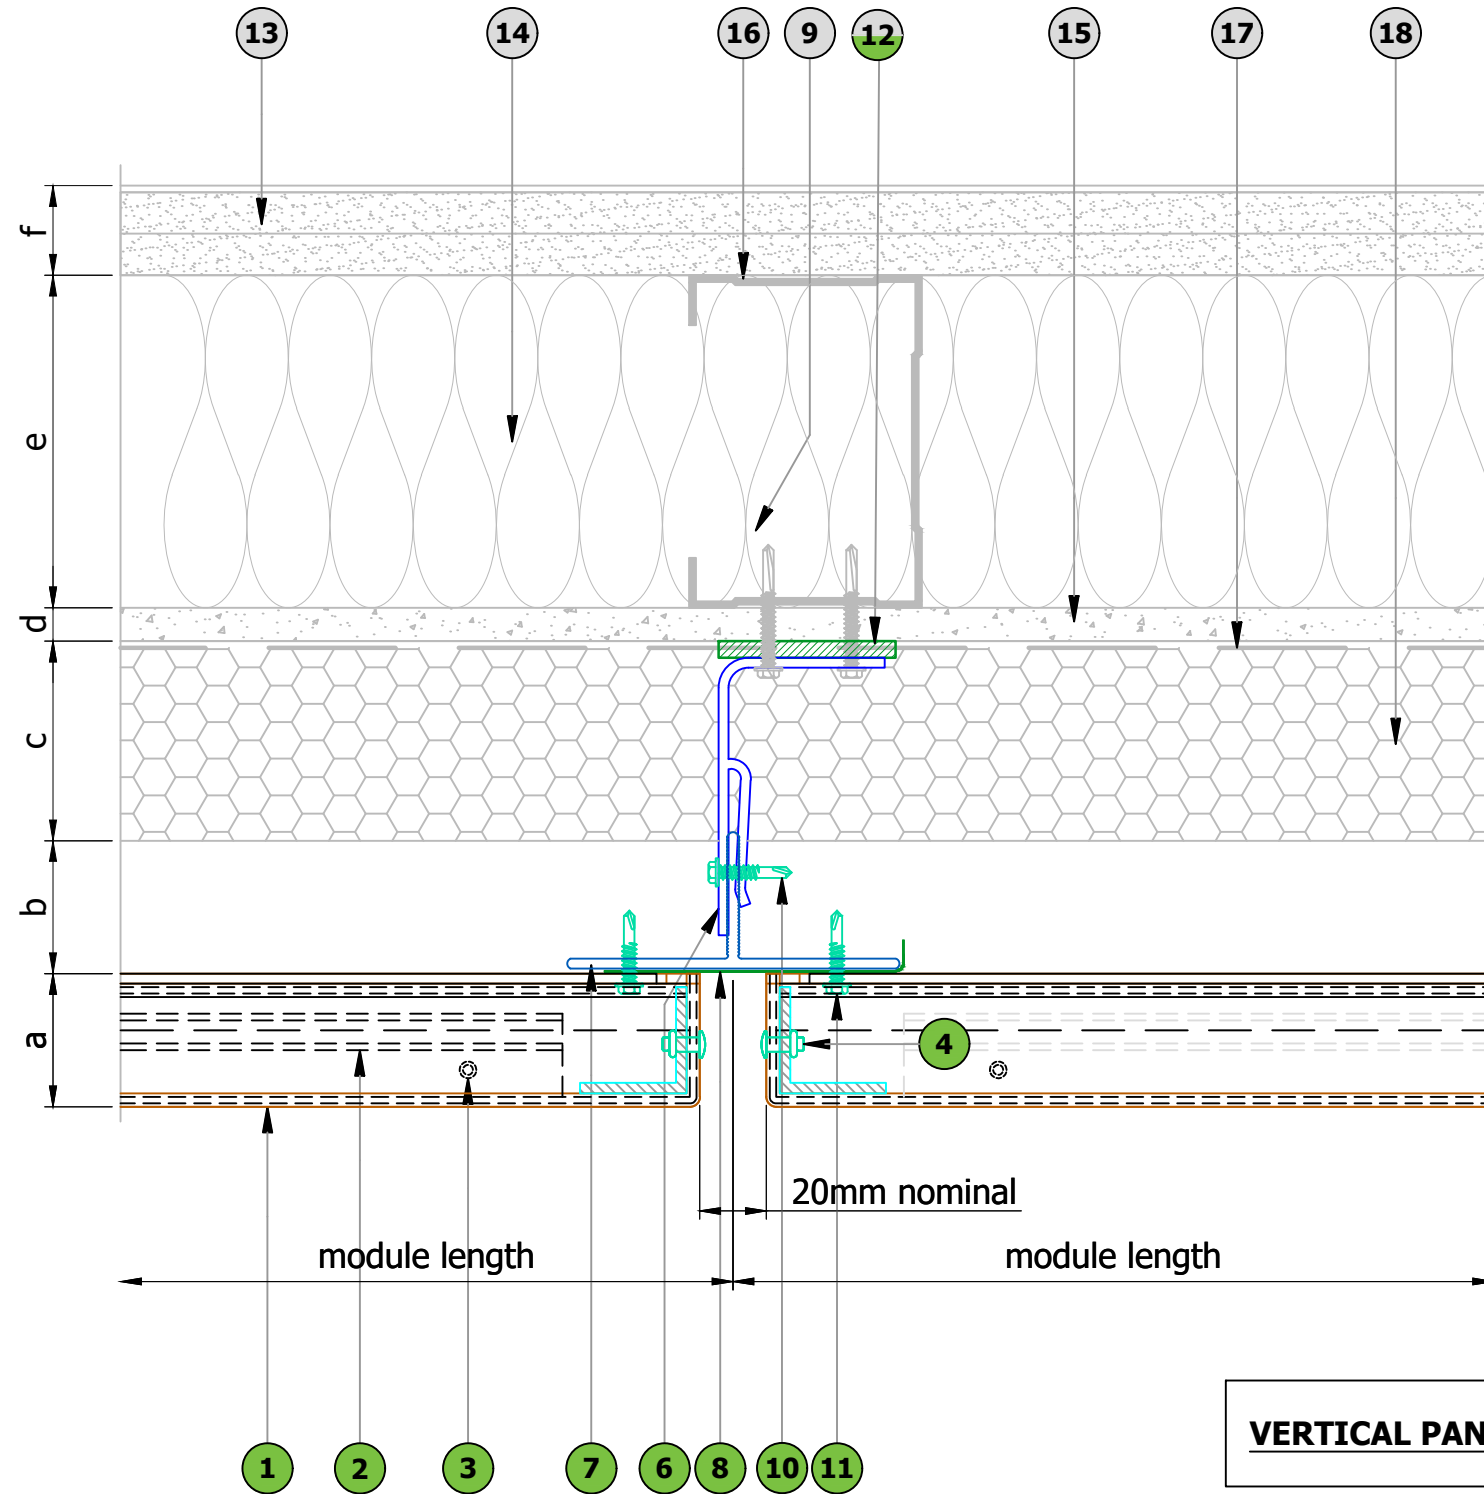 13 14 16 9 12 15 17 18
f
e
d
c
b
a
4
20mm nominal
module length module length
VERTICAL PAN
1 2 3 7 6 8 10 11